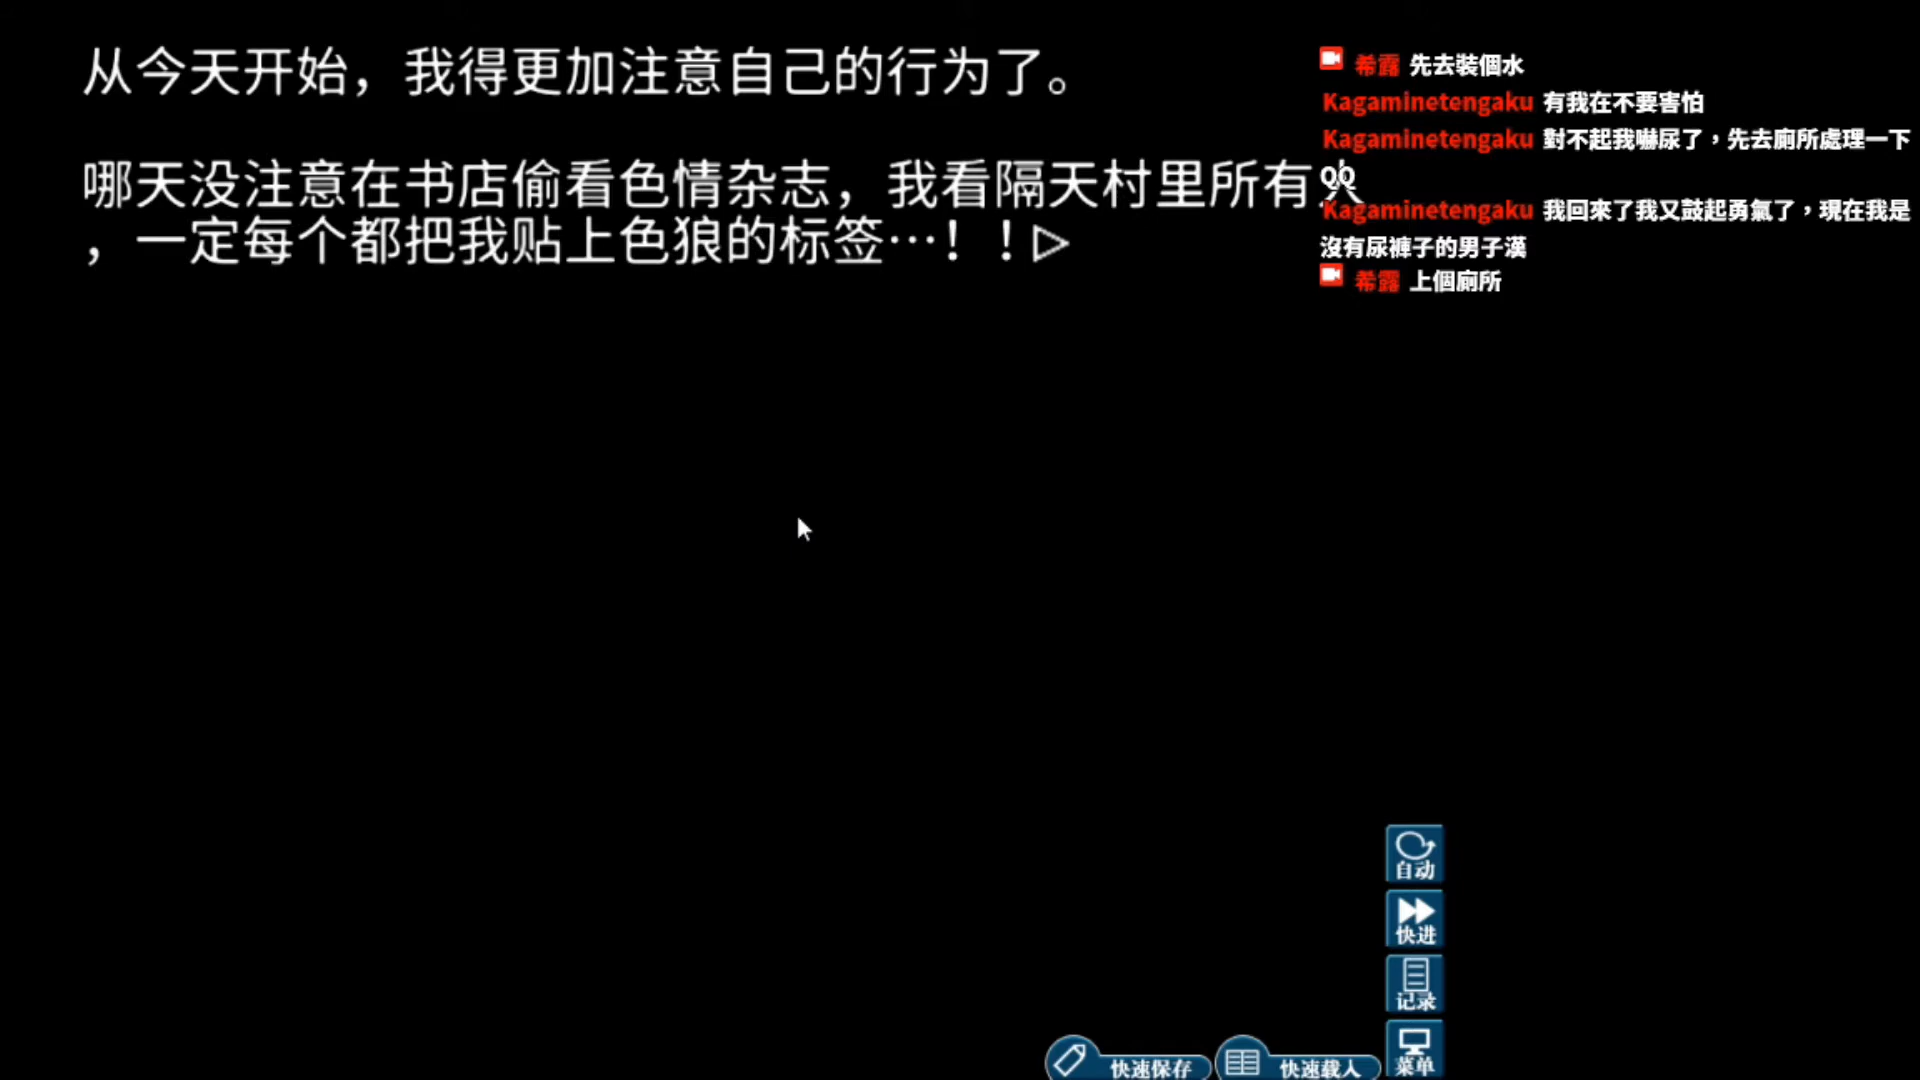 从今天开始，我得更加注意自己的行为了。
哪天没注意在书店偷看色情杂志，我看隔天村里所有人
，一定每个都把我贴上色狼的标签…！！▷
希露 先去裝個水
Kagaminetengaku 有我在不要害怕
Kagaminetengaku 對不起我嚇尿了，先去廁所處理一下
QQ
Kagaminetengaku 我回來了我又鼓起勇氣了，現在我是
沒有尿褲子的男子漢
希露 上個廁所
自动
快进
记录
菜单
快速保存
快速载入